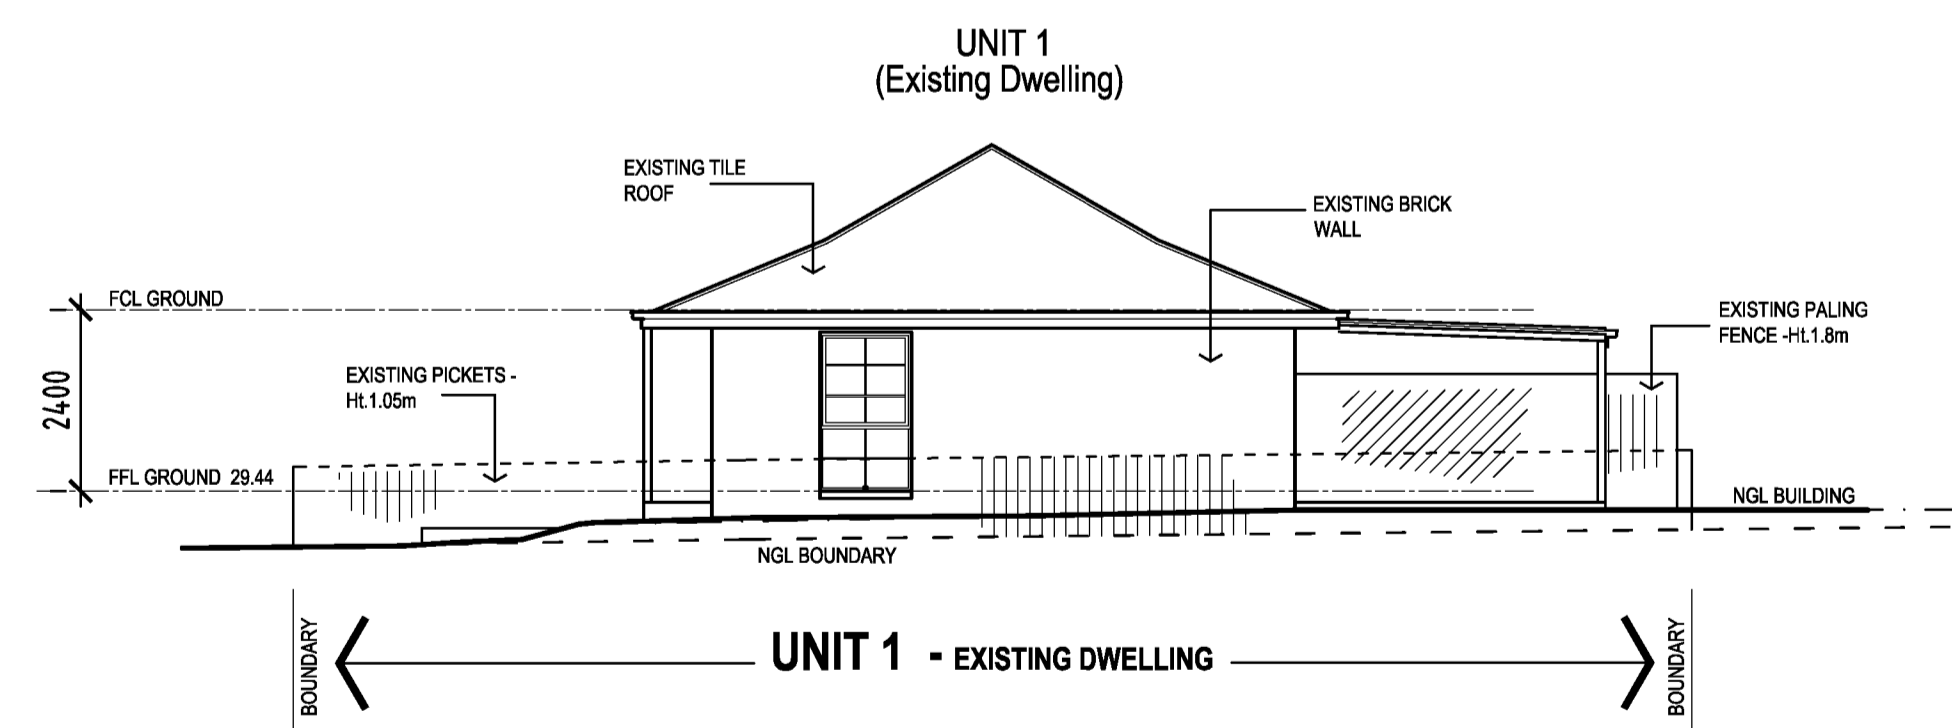 UNIT 1
(Existing Dwelling)
EXISTING TILE
ROOF
EXISTING BRICK
WALL
FCL GROUND
EXISTING PALING
FENCE -Ht.1.8m
2400
EXISTING PICKETS -
Ht.1.05m
FFL GROUND 29.44
NGL BUILDING
NGL BOUNDARY
BOUNDARY
UNIT 1 - EXISTING DWELLING
BOUNDARY